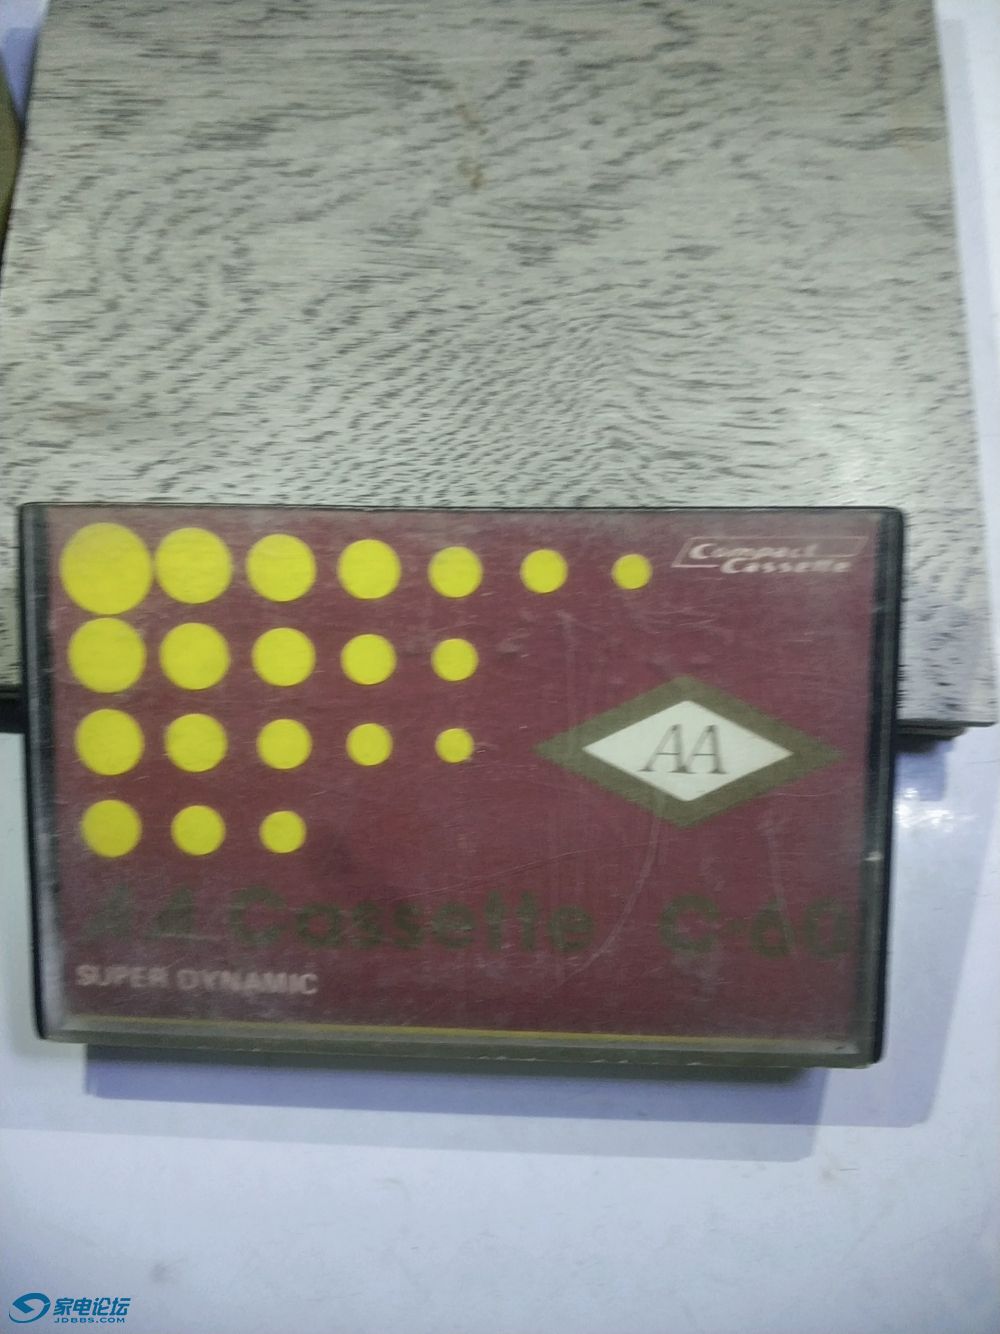 Compact
Cassette
AA
AA Cassette C-60
SUPER DYNAMIC
家电论坛
JDBBS.COM